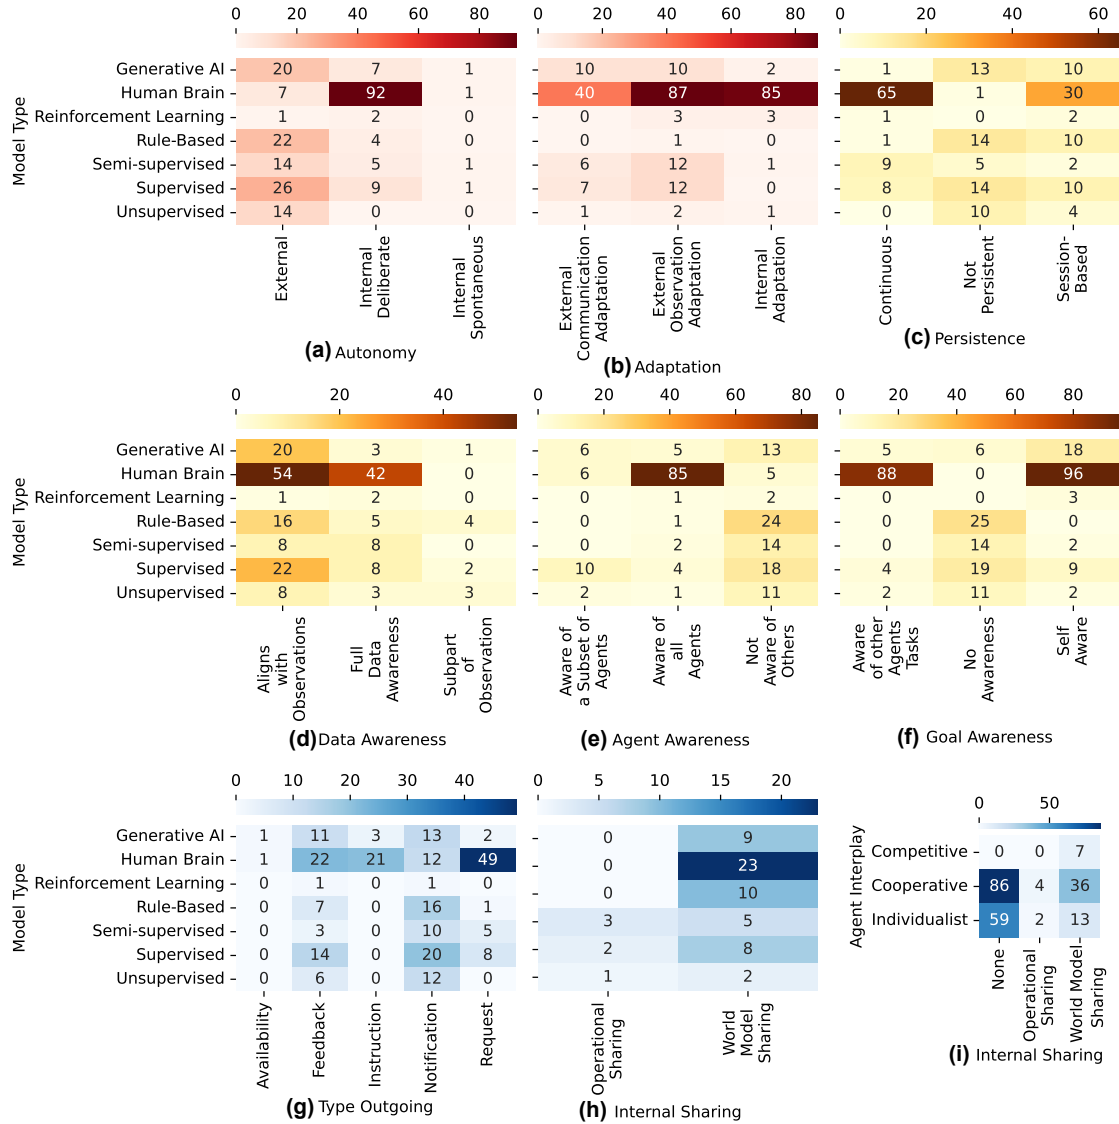 0 20 40 60 80
0 20 40 60 80
0 20 40 60
Model Type
Generative AI 20 7 1 10 10 2 1 13 10
Human Brain 7 92 1 40 87 85 65 1 30
Reinforcement Learning 1 2 0 0 3 3 1 0 2
Rule-Based 22 4 0 0 1 0 1 14 10
Semi-supervised 14 5 1 6 12 1 9 5 2
Supervised 26 9 1 7 12 0 8 14 10
Unsupervised 14 0 0 1 2 1 0 10 4
External
Internal
Deliberate
Internal
Spontaneous
External
Communication
Adaptation
External
Observation
Adaptation
Internal
Adaptation
Continuous
Not
Persistent
Session-
Based
(a) Autonomy
(b) Adaptation
(c) Persistence
0 20 40
0 20 40 60 80
0 20 40 60 80
Model Type
Generative AI 20 3 1 6 5 13 5 6 18
Human Brain 54 42 0 6 85 5 88 0 96
Reinforcement Learning 1 2 0 0 1 2 0 0 3
Rule-Based 16 5 4 0 1 24 0 25 0
Semi-supervised 8 8 0 0 2 14 0 14 2
Supervised 22 8 2 10 4 18 4 19 9
Unsupervised 8 3 3 2 1 11 2 11 2
Aligns
with
Observations
Full
Data
Awareness
Subpart
of
Observation
Aware of
a Subset of
Agents
Aware of
all
Agents
Not
Aware of
Others
Aware
of other
Agents
Tasks
No
Awareness
Self
Aware
(d) Data Awareness
(e) Agent Awareness
(f) Goal Awareness
0 10 20 30 40
0 5 10 15 20
Model Type
Generative AI 1 11 3 13 2
Human Brain 1 22 21 12 49
Reinforcement Learning 0 1 0 1 0
Rule-Based 0 7 0 16 1
Semi-supervised 0 3 0 10 5
Supervised 0 14 0 20 8
Unsupervised 0 6 0 12 0
Availability
Feedback
Instruction
Notification
Request
(g) Type Outgoing
0 9
0 23
0 10
3 5
2 8
1 2
Operational
Sharing
World
Model
Sharing
(h) Internal Sharing
0 50
Agent Interplay
Competitive 0 0 7
Cooperative 86 4 36
Individualist 59 2 13
None
Operational
Sharing
World Model
Sharing
(i) Internal Sharing